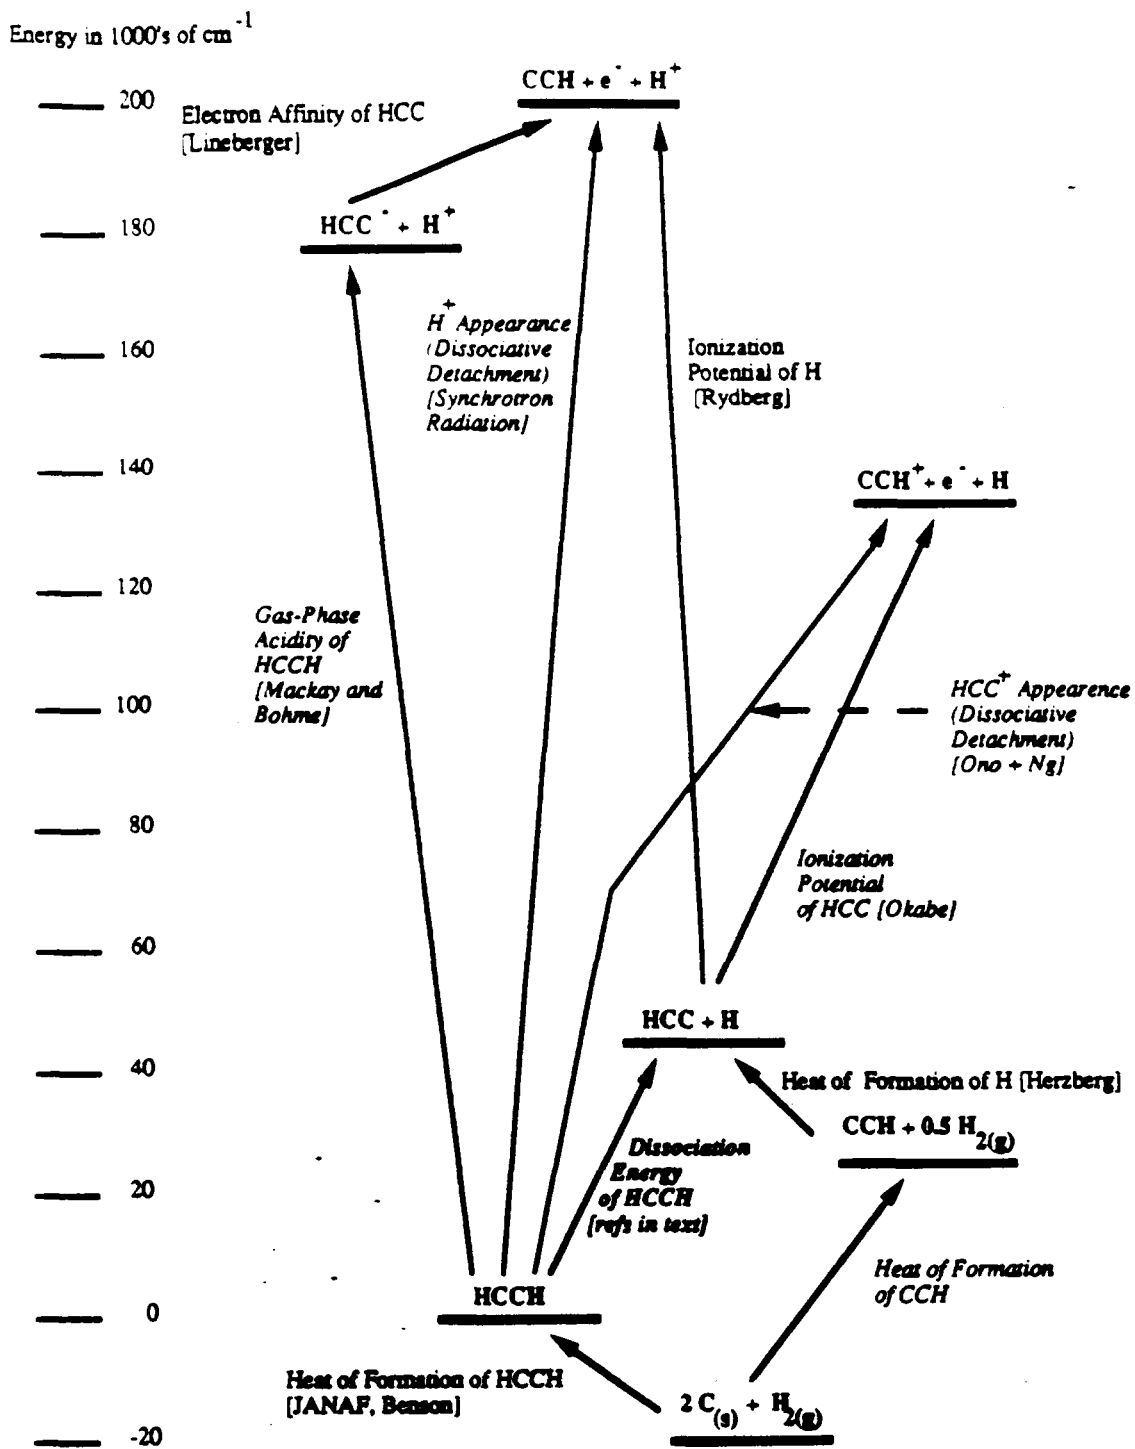 Energy in 1000's of cm⁻¹
200
CCH + e⁻ + H⁺
Electron Affinity of HCC
[Lineberger]
180
HCC⁻ + H⁺
H⁺ Appearance
(Dissociative
Detachment)
[Synchrotron
Radiation]
160
Ionization
Potential of H
[Rydberg]
140
CCH⁺ + e⁻ + H
120
Gas-Phase
Acidity of
HCCH
[Mackay and
Bohme]
100
HCC⁺ Appearence
(Dissociative
Detachment)
[Ono + Ng]
80
Ionization
Potential
of HCC [Okabe]
60
HCC + H
40
Heat of Formation of H [Herzberg]
CCH + 0.5 H₂(g)
Dissociation
Energy
of HCCH
[refs in text]
20
Heat of Formation
of CCH
HCCH
0
Heat of Formation of HCCH
[JANAF, Benson]
2 C(s) + H₂(g)
-20